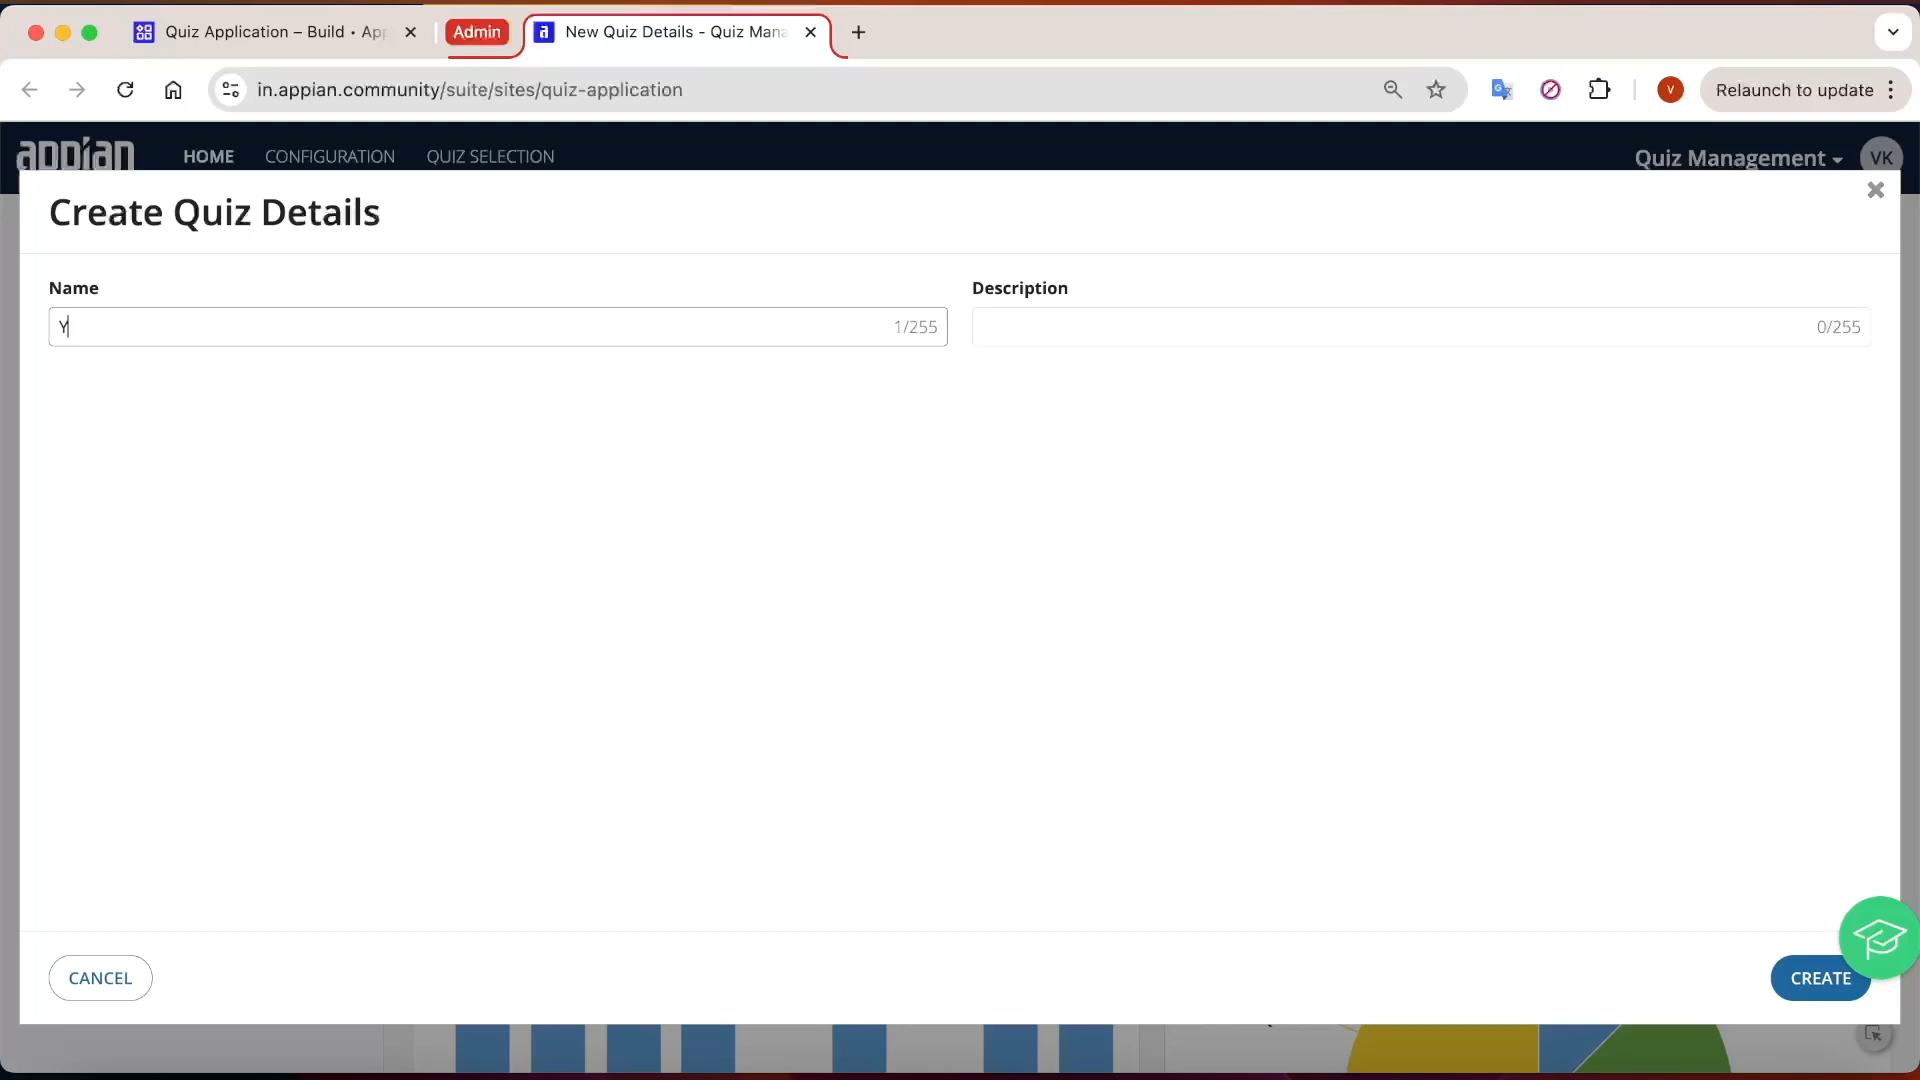 Quiz Application – Build • App
Admin
New Quiz Details - Quiz Mana
in.appian.community/suite/sites/quiz-application
V
Relaunch to update
appian
HOME
CONFIGURATION
QUIZ SELECTION
Quiz Management
VK
Create Quiz Details
Name
Description
Y
1/255
0/255
CANCEL
CREATE